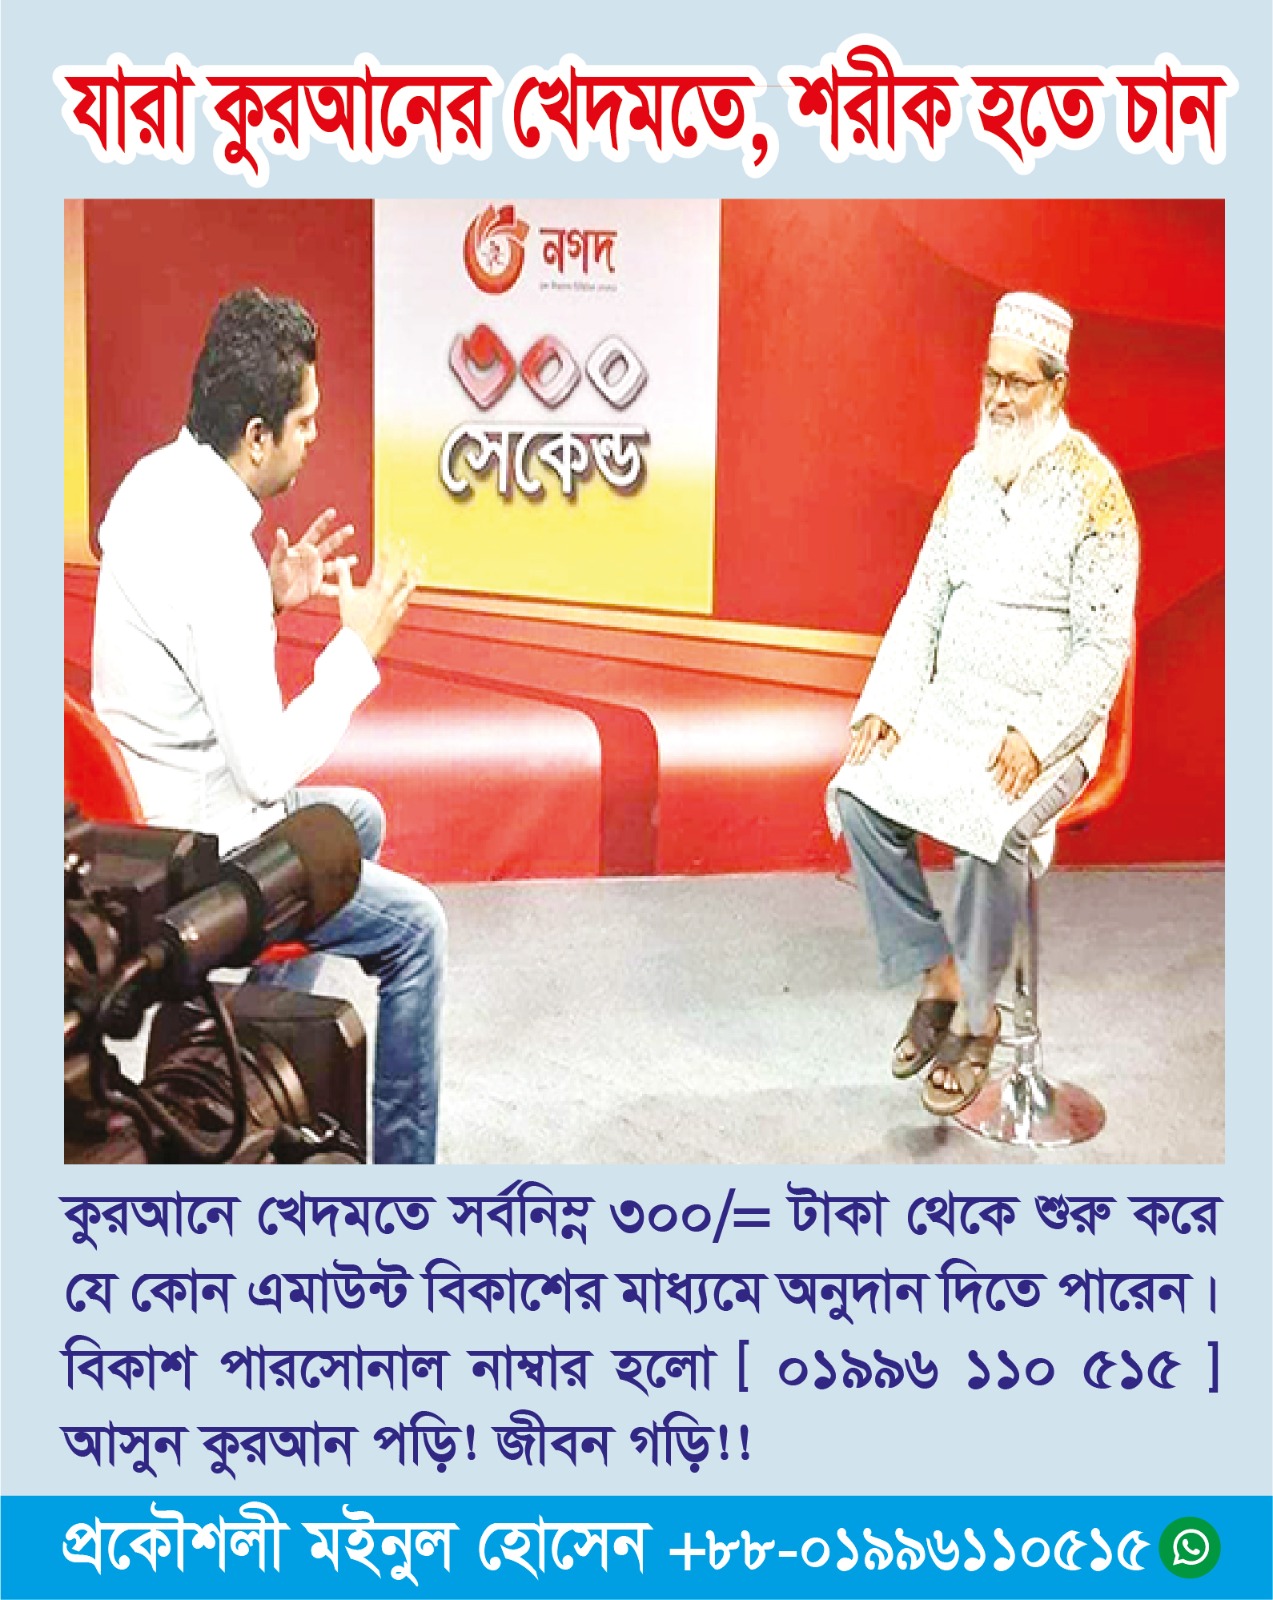 যারা কুরআনের খেদমতে, শরীক হতে চান
নগদ
৩০০
সেকেন্ড
কুরআনে খেদমতে সর্বনিম্ন ৩০০/= টাকা থেকে শুরু করে
যে কোন এমাউন্ট বিকাশের মাধ্যমে অনুদান দিতে পারেন।
বিকাশ পারসোনাল নাম্বার হলো [ ০১৯৯৬ ১১০ ৫১৫ ]
আসুন কুরআন পড়ি! জীবন গড়ি!!
প্রকৌশলী মইনুল হোসেন +৮৮-০১৯৯৬১১০৫১৫